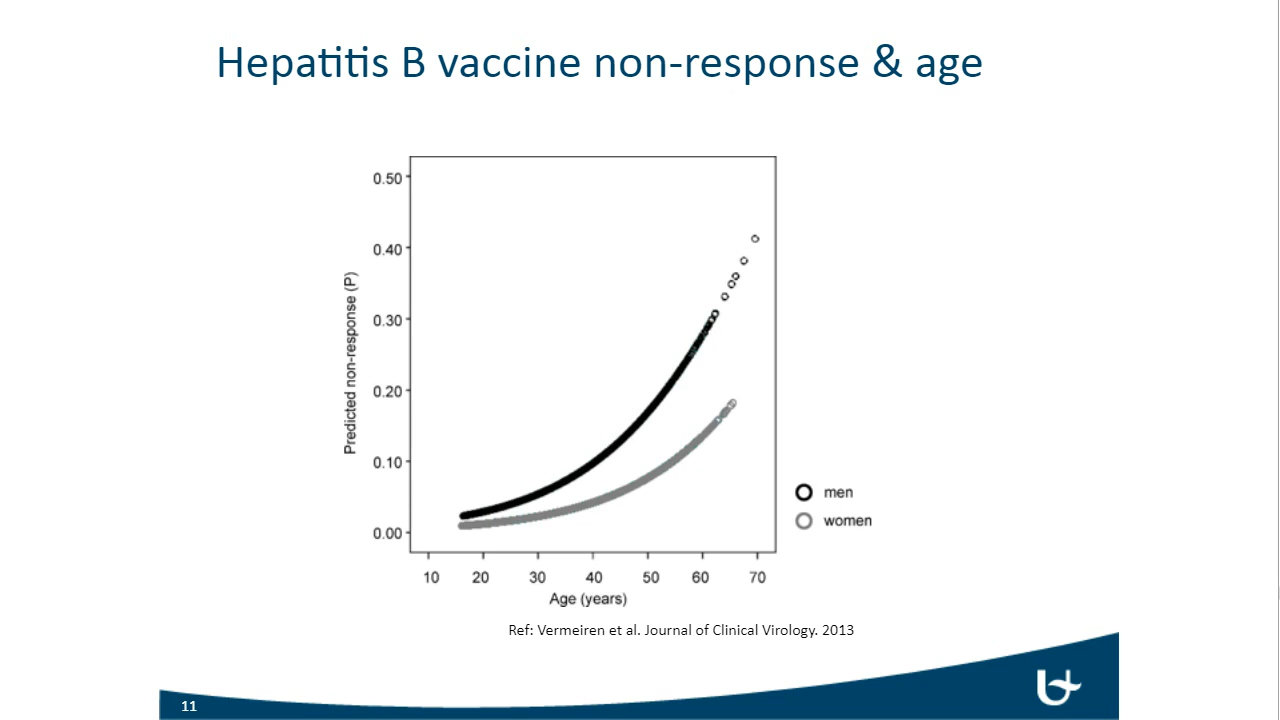 Hepatitis B vaccine non-response & age
0.50
0.40
0.30
0.20
0.10
0.00
Predicted non-response (P)
10 20 30 40 50 60 70
Age (years)
men
women
Ref: Vermeiren et al. Journal of Clinical Virology. 2013
11